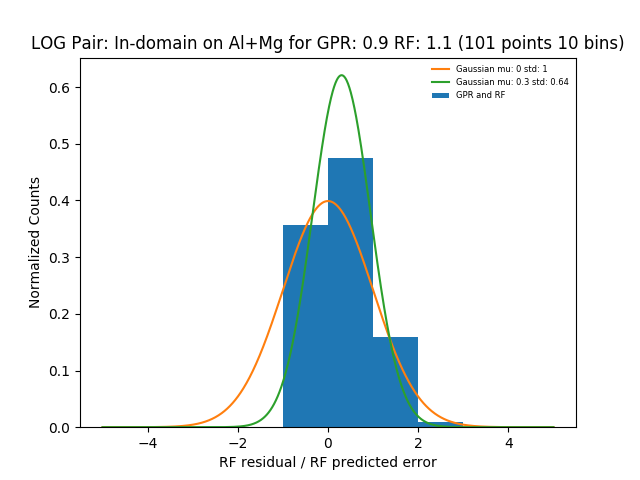 LOG Pair: In-domain on Al+Mg for GPR: 0.9 RF: 1.1 (101 points 10 bins)
Gaussian mu: 0 std: 1
Gaussian mu: 0.3 std: 0.64
GPR and RF
Normalized Counts
0.6
0.5
0.4
0.3
0.2
0.1
0.0
−4 −2 0 2 4
RF residual / RF predicted error